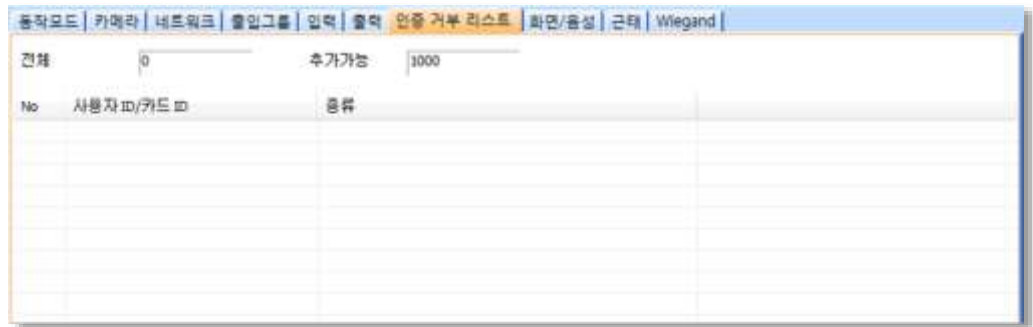 동작모드 카메라 네트워크 출입그룹 입력 출력 인증 거부 리스트 화면/음성 근태 Wiegand
전체 0 추가가능 1000
No 사용자 ID/카드 ID 종류